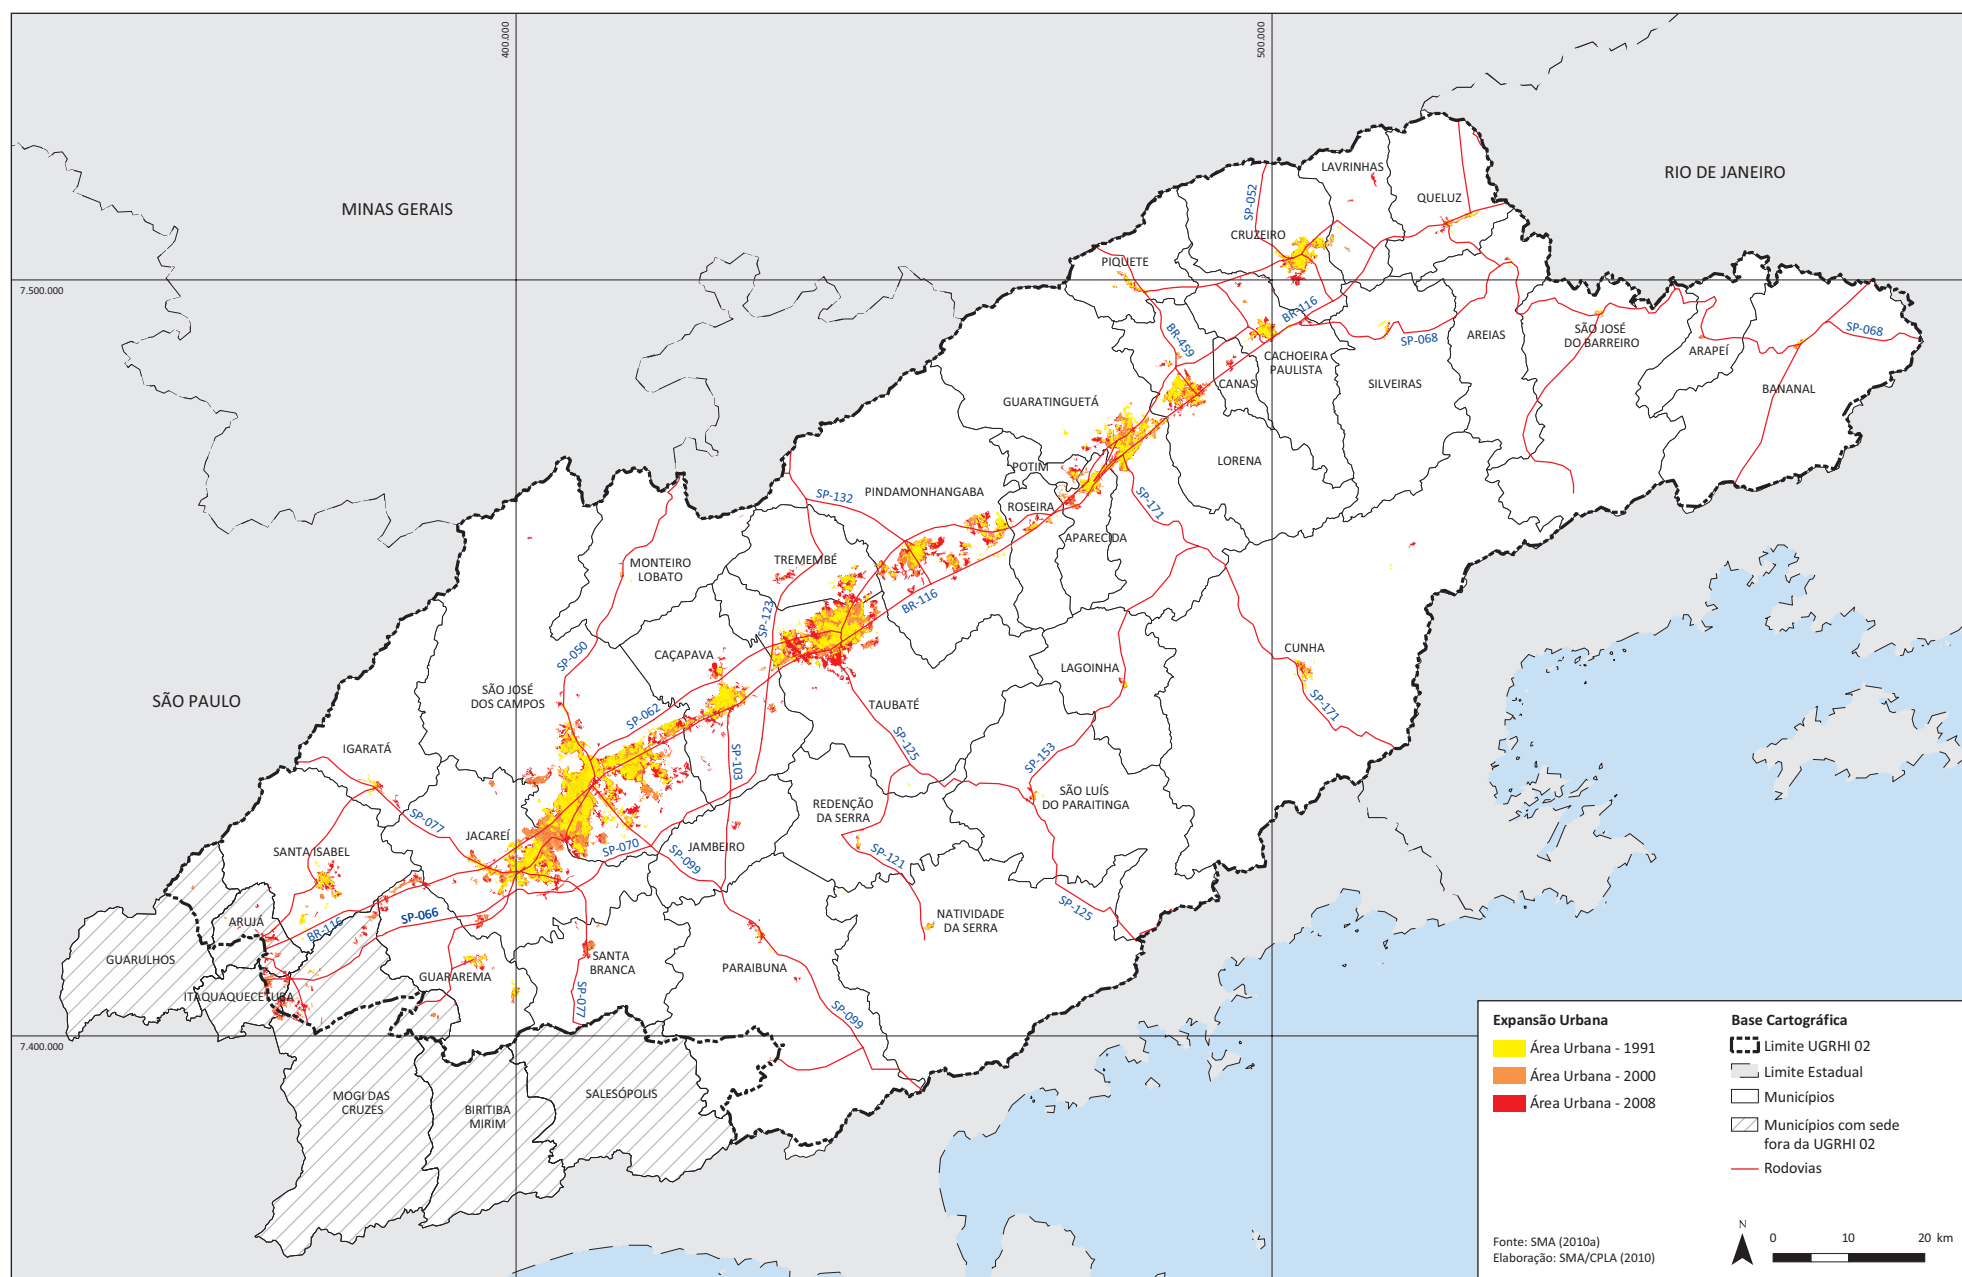 400.000
500.000
MINAS GERAIS
RIO DE JANEIRO
LAVRINHAS
QUELUZ
SP-052
CRUZEIRO
PIQUETE
7.500.000
BR-116
BR-459
SP-068
AREIAS
SÃO JOSÉ
DO BARREIRO
SP-068
ARAPEÍ
CACHOEIRA
PAULISTA
CANAS
SILVEIRAS
BANANAL
GUARATINGUETÁ
LORENA
POTIM
PINDAMONHANGABA
SP-132
ROSEIRA
SP-171
APARECIDA
TREMEMBÉ
MONTEIRO
LOBATO
BR-116
SP-123
CUNHA
CAÇAPAVA
SP-050
LAGOINHA
SÃO PAULO
SÃO JOSÉ
DOS CAMPOS
SP-062
TAUBATÉ
SP-171
IGARATÁ
SP-125
SP-153
SP-103
SÃO LUÍS
DO PARAITINGA
REDENÇÃO
DA SERRA
SP-077
JACAREÍ
SANTA ISABEL
SP-070
JAMBEIRO
SP-099
SP-121
SP-125
ARUJÁ
BR-116
SP-066
NATIVIDADE
DA SERRA
GUARULHOS
SANTA
BRANCA
PARAIBUNA
GUARAREMA
ITAQUAQUECETUBA
SP-077
SP-099
7.400.000
MOGI DAS
CRUZES
BIRITIBA
MIRIM
SALESÓPOLIS
Expansão Urbana
Área Urbana - 1991
Área Urbana - 2000
Área Urbana - 2008
Base Cartográfica
Limite UGRHI 02
Limite Estadual
Municípios
Municípios com sede
fora da UGRHI 02
Rodovias
Fonte: SMA (2010a)
Elaboração: SMA/CPLA (2010)
N
0 10 20 km